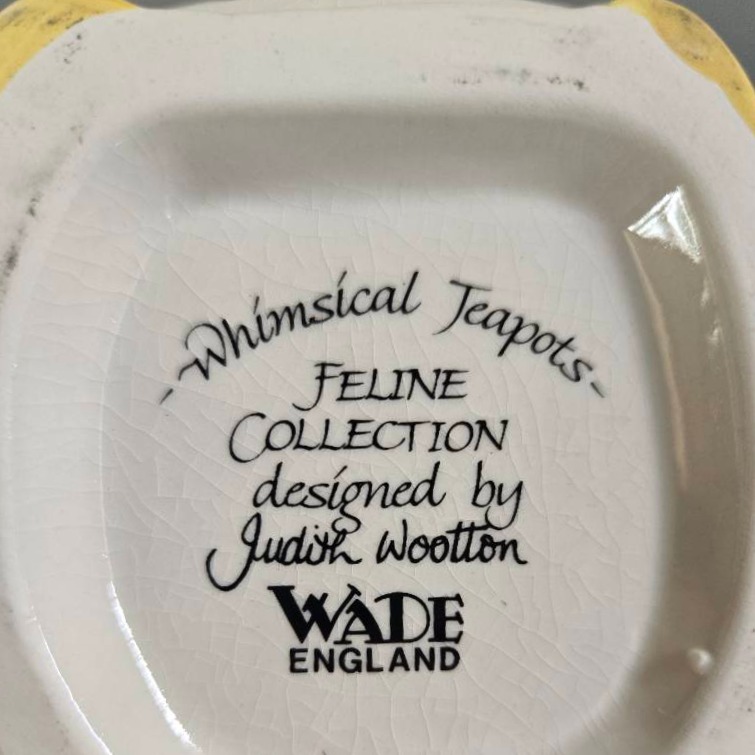 -Whimsical Teapots-
FELINE
COLLECTION
designed by
Judith Wootton
WADE
ENGLAND